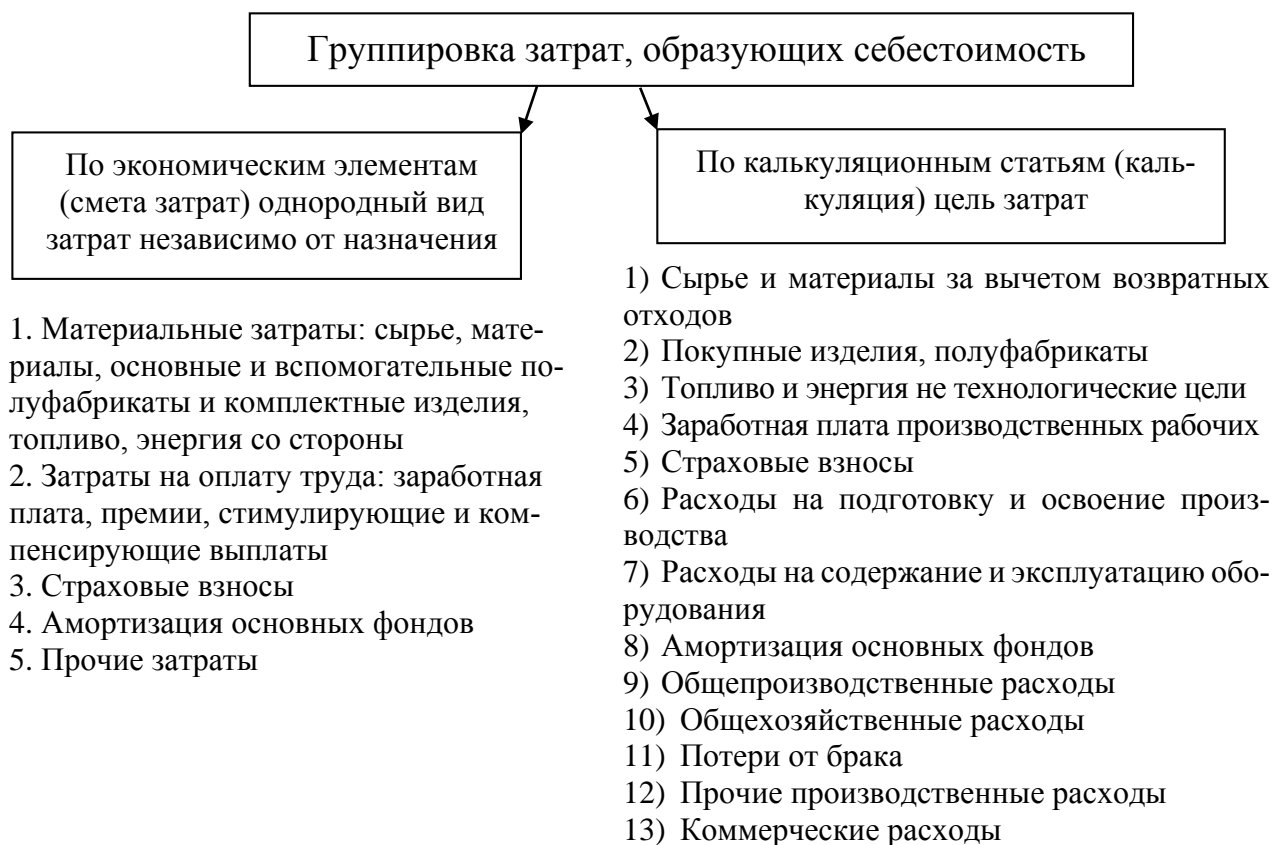 Группировка затрат, образующих себестоимость
По экономическим элементам
(смета затрат) однородный вид
затрат независимо от назначения
1. Материальные затраты: сырье, мате-
риалы, основные и вспомогательные по-
луфабрикаты и комплектные изделия,
топливо, энергия со стороны
2. Затраты на оплату труда: заработная
плата, премии, стимулирующие и ком-
пенсирующие выплаты
3. Страховые взносы
4. Амортизация основных фондов
5. Прочие затраты
По калькуляционным статьям (каль-
куляция) цель затрат
1) Сырье и материалы за вычетом возвратных
отходов
2) Покупные изделия, полуфабрикаты
3) Топливо и энергия не технологические цели
4) Заработная плата производственных рабочих
5) Страховые взносы
6) Расходы на подготовку и освоение произ-
водства
7) Расходы на содержание и эксплуатацию обо-
рудования
8) Амортизация основных фондов
9) Общепроизводственные расходы
10) Общехозяйственные расходы
11) Потери от брака
12) Прочие производственные расходы
13) Коммерческие расходы